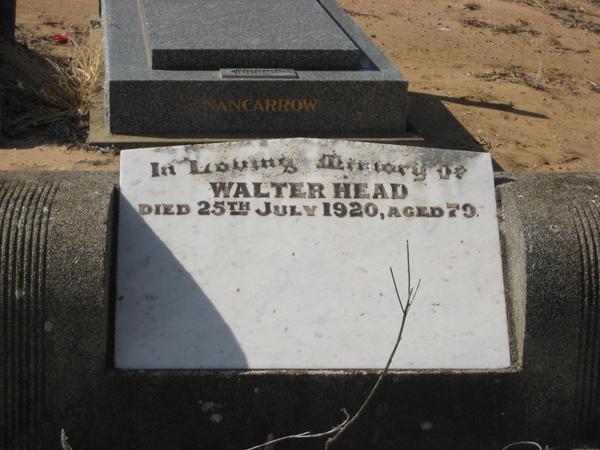 NANCARROW
In Loving Memory of
WALTER HEAD
DIED 25TH JULY 1920, AGED 79.